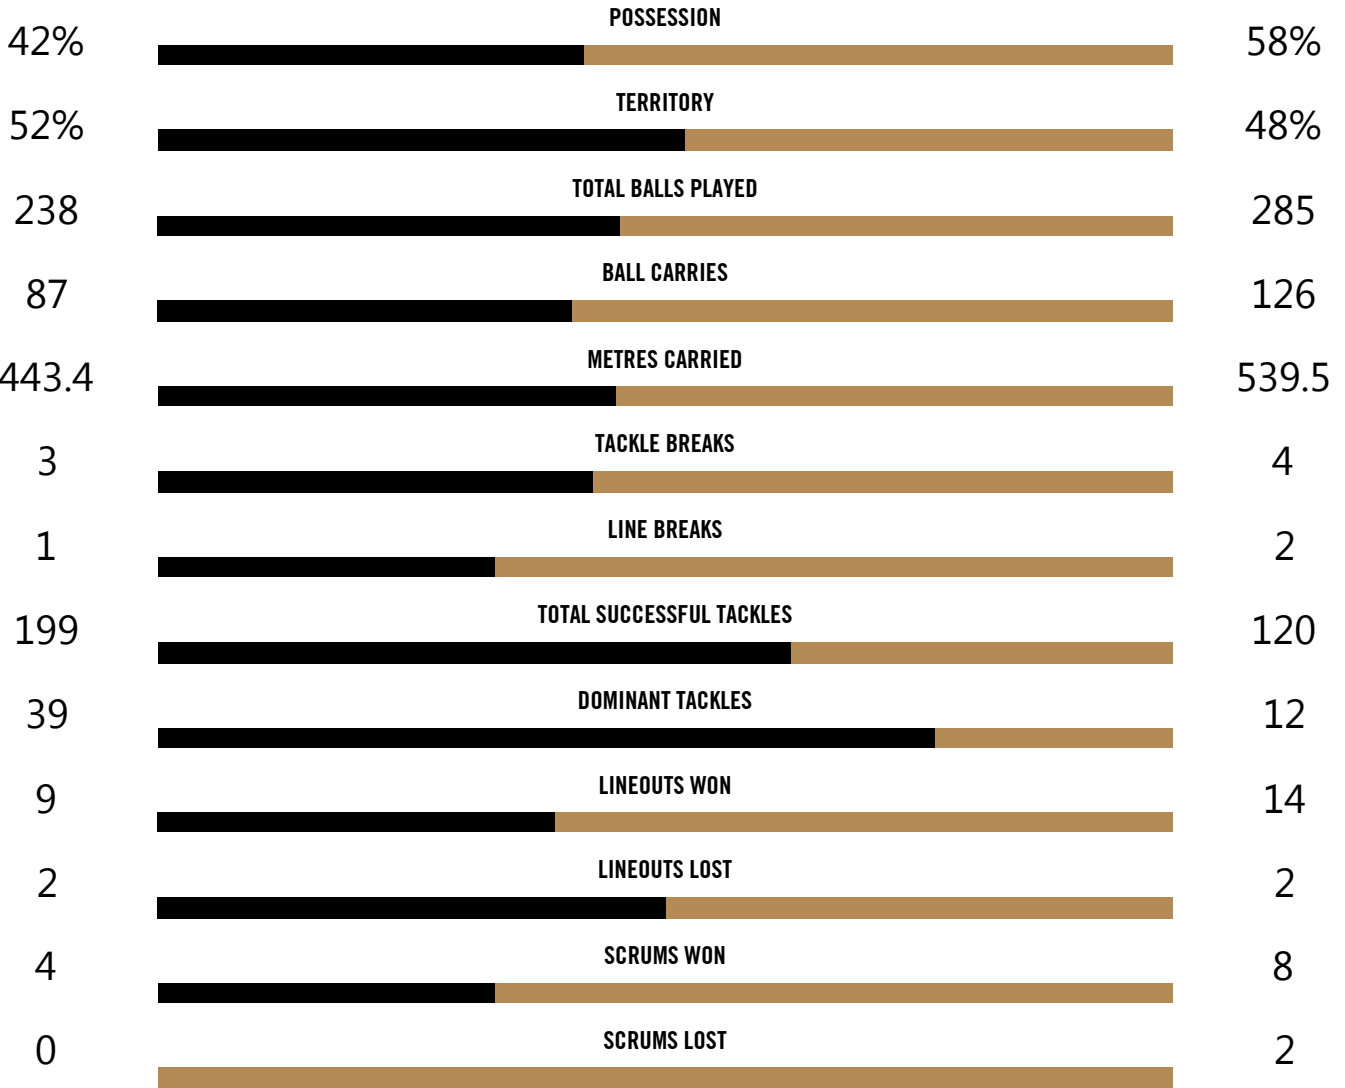 POSSESSION
42% 58%
TERRITORY
52% 48%
TOTAL BALLS PLAYED
238 285
BALL CARRIES
87 126
METRES CARRIED
443.4 539.5
TACKLE BREAKS
3 4
LINE BREAKS
1 2
TOTAL SUCCESSFUL TACKLES
199 120
DOMINANT TACKLES
39 12
LINEOUTS WON
9 14
LINEOUTS LOST
2 2
SCRUMS WON
4 8
SCRUMS LOST
0 2